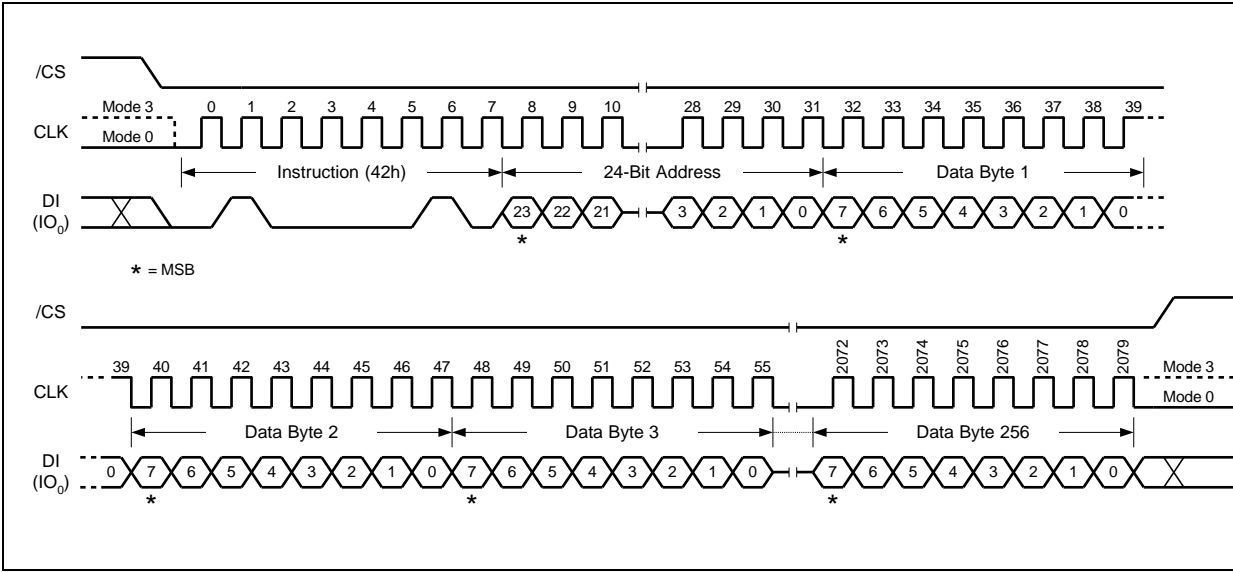 /CS
Mode 3
0 1 2 3 4 5 6 7 8 9 10 28 29 30 31 32 33 34 35 36 37 38 39
CLK
Mode 0
Instruction (42h) 24-Bit Address Data Byte 1
DI
(IO0)
23 22 21 3 2 1 0 7 6 5 4 3 2 1 0
* *
* = MSB
/CS
39 40 41 42 43 44 45 46 47 48 49 50 51 52 53 54 55 2072 2073 2074 2075 2076 2077 2078 2079
Mode 3
CLK
Mode 0
Data Byte 2 Data Byte 3 Data Byte 256
DI
(IO0)
0 7 6 5 4 3 2 1 0 7 6 5 4 3 2 1 0 7 6 5 4 3 2 1 0
* * *